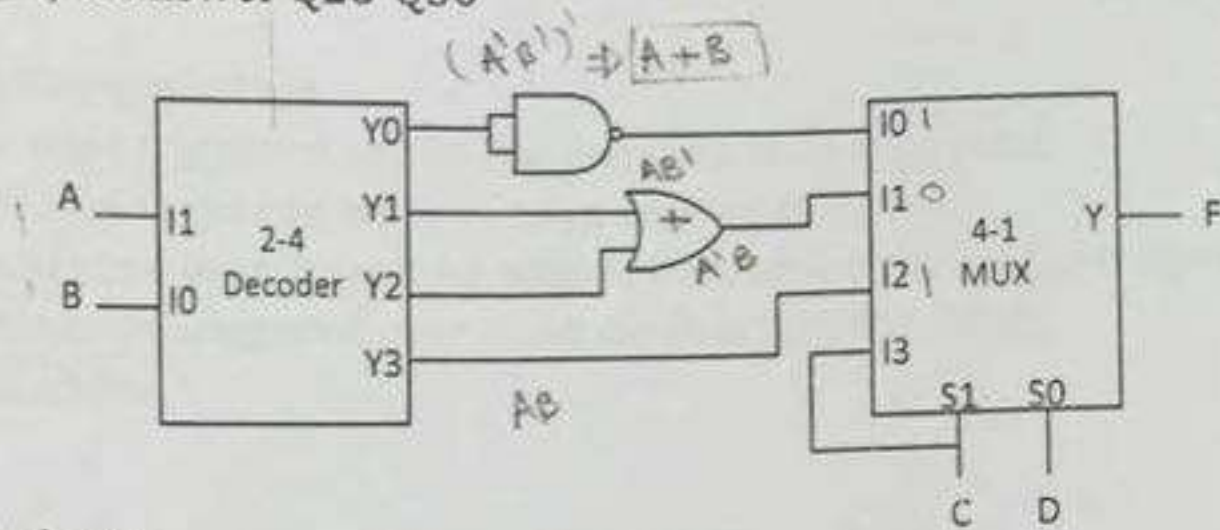 (A'B')' ⇒ A+B
Y0
I0 1
A
I1
Y1
AB'
+
I1 0
2-4
Decoder
4-1
MUX
Y
F
B
I0
Y2
A'B
I2 1
Y3
I3
AB
S1
S0
C
D